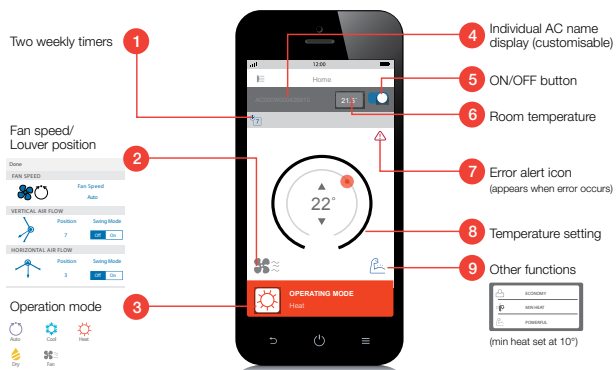 Two weekly timers
1
Fan speed/
Louver position
2
Done
FAN SPEED
Fan Speed
Auto
VERTICAL AIR FLOW
Position
Swing Mode
7
Off
On
HORIZONTAL AIR FLOW
Position
Swing Mode
3
Off
On
Operation mode
3
Auto
Cool
Heat
Dry
Fan
12:00
Home
21.5°
7
22°
OPERATING MODE
Heat
4
Individual AC name
display (customisable)
5
ON/OFF button
6
Room temperature
7
Error alert icon
(appears when error occurs)
8
Temperature setting
9
Other functions
ECONOMY
MIN HEAT
POWERFUL
(min heat set at 10°)